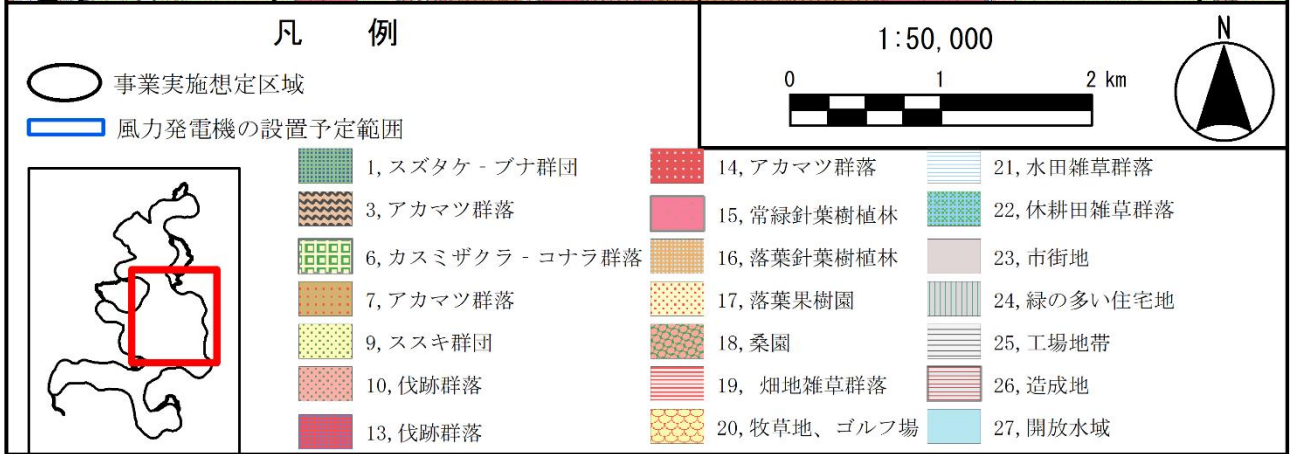 凡 例
事業実施想定区域
風力発電機の設置予定範囲
1:50,000
0 1 2 km
N
1, スズタケ - ブナ群団
3, アカマツ群落
6, カスミザクラ - コナラ群落
7, アカマツ群落
9, ススキ群団
10, 伐跡群落
13, 伐跡群落
14, アカマツ群落
15, 常緑針葉樹植林
16, 落葉針葉樹植林
17, 落葉果樹園
18, 桑園
19, 畑地雑草群落
20, 牧草地、ゴルフ場
21, 水田雑草群落
22, 休耕田雑草群落
23, 市街地
24, 緑の多い住宅地
25, 工場地帯
26, 造成地
27, 開放水域